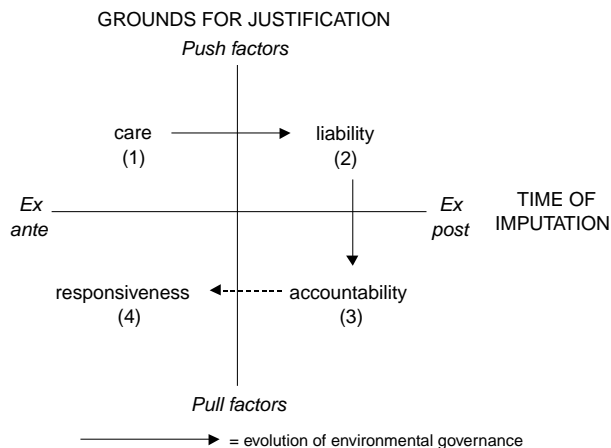 GROUNDS FOR JUSTIFICATION
Push factors
care
(1)
liability
(2)
Ex
ante
Ex
post
TIME OF
IMPUTATION
responsiveness
(4)
accountability
(3)
Pull factors
= evolution of environmental governance